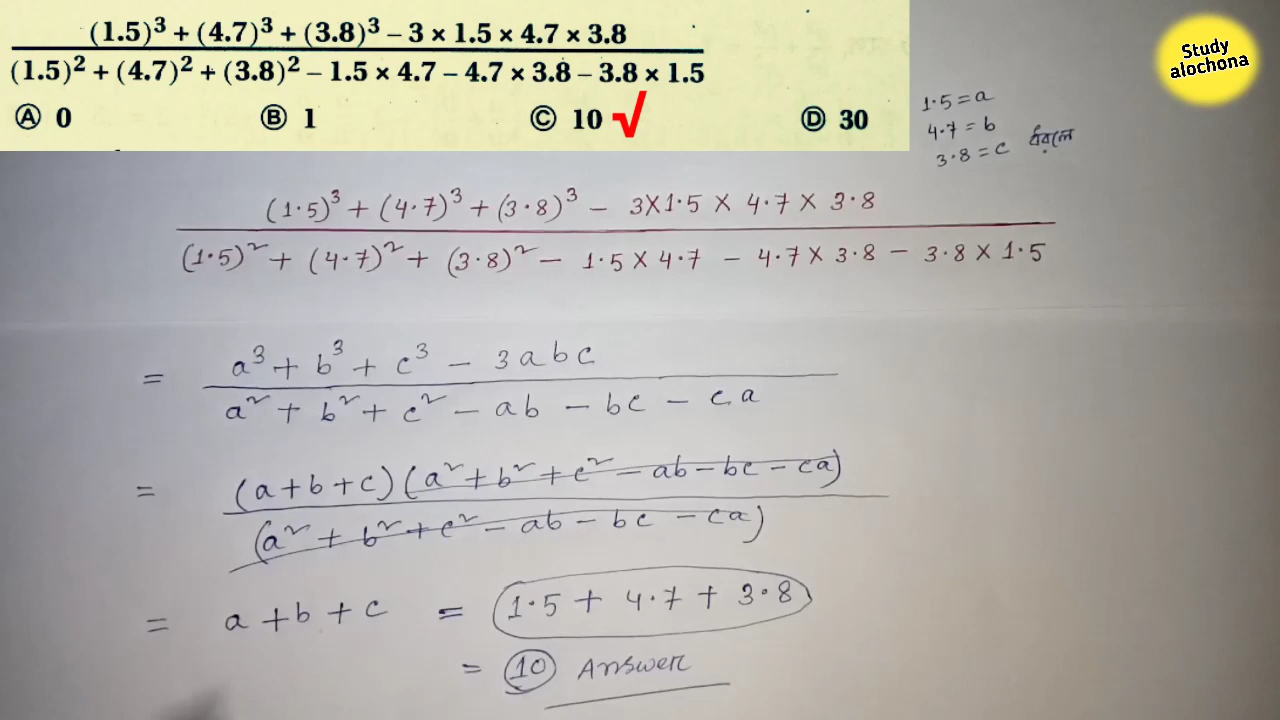 (1.5)³ + (4.7)³ + (3.8)³ – 3 × 1.5 × 4.7 × 3.8
(1.5)² + (4.7)² + (3.8)² – 1.5 × 4.7 – 4.7 × 3.8 – 3.8 × 1.5
Ⓐ 0 Ⓑ 1 Ⓒ 10 √ Ⓓ 30
Study
alochona
1·5 = a
4·7 = b
3·8 = c ধরলে
(1·5)³ + (4·7)³ + (3·8)³ – 3×1·5 × 4·7 × 3·8
(1·5)² + (4·7)² + (3·8)² – 1·5 × 4·7 – 4·7 × 3·8 – 3·8 × 1·5
= a³ + b³ + c³ – 3abc
a² + b² + c² – ab – bc – ca
= (a+b+c)(a²+b²+c²–ab–bc–ca)
(a²+b²+c²–ab–bc–ca)
= a+b+c = 1·5 + 4·7 + 3·8
= 10 Answer